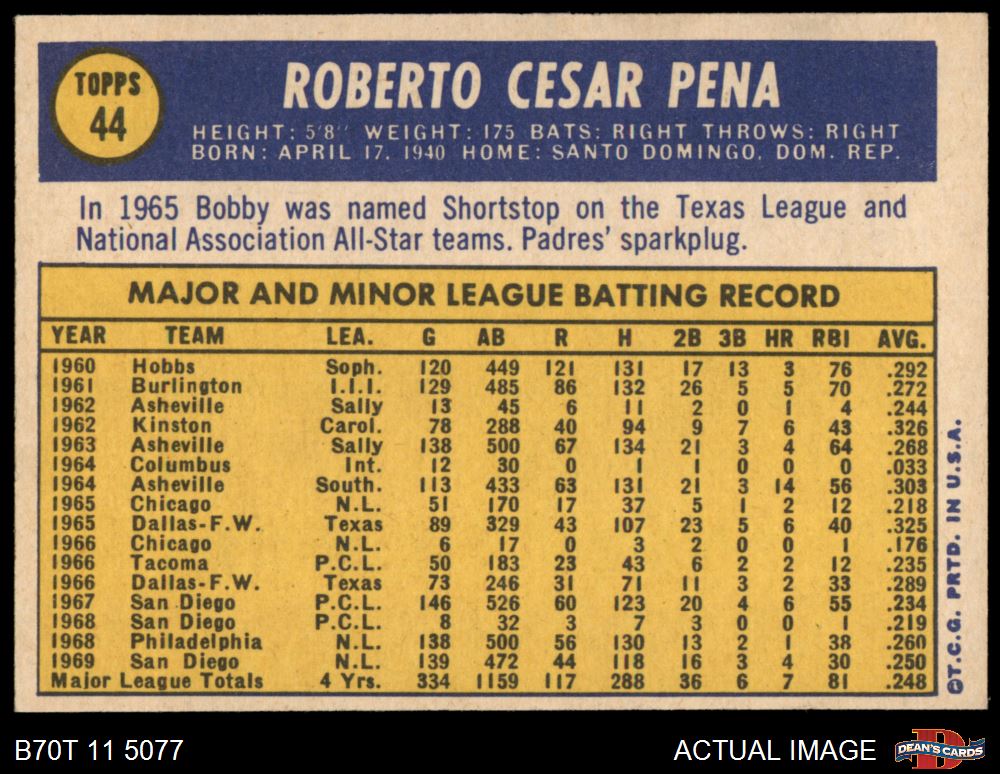 TOPPS
44
ROBERTO CESAR PENA
HEIGHT: 5'8" WEIGHT: 175 BATS: RIGHT THROWS: RIGHT
BORN: APRIL 17, 1940 HOME: SANTO DOMINGO, DOM. REP.
In 1965 Bobby was named Shortstop on the Texas League and
National Association All-Star teams. Padres' sparkplug.
MAJOR AND MINOR LEAGUE BATTING RECORD
YEAR TEAM LEA. G AB R H 2B 3B HR RBI AVG.
1960 Hobbs Soph. 120 449 121 131 17 13 3 76 .292
1961 Burlington I.I.I. 129 485 86 132 26 5 5 70 .272
1962 Asheville Sally 13 45 6 11 2 0 1 4 .244
1962 Kinston Carol. 78 288 40 94 9 7 6 43 .326
1963 Asheville Sally 138 500 67 134 21 3 4 64 .268
1964 Columbus Int. 12 30 0 1 1 0 0 0 .033
1964 Asheville South. 113 433 63 131 21 3 14 56 .303
1965 Chicago N.L. 51 170 17 37 5 1 2 12 .218
1965 Dallas-F.W. Texas 89 329 43 107 23 5 6 40 .325
1966 Chicago N.L. 6 17 0 3 2 0 0 1 .176
1966 Tacoma P.C.L. 50 183 23 43 6 2 2 12 .235
1966 Dallas-F.W. Texas 73 246 31 71 11 3 2 33 .289
1967 San Diego P.C.L. 146 526 60 123 20 4 6 55 .234
1968 San Diego P.C.L. 8 32 3 7 3 0 0 1 .219
1968 Philadelphia N.L. 138 500 56 130 13 2 1 38 .260
1969 San Diego N.L. 139 472 44 118 16 3 4 30 .250
Major League Totals 4 Yrs. 334 1159 117 288 36 6 7 81 .248
©T.C.G. PRTD. IN U.S.A.
B70T 11 5077
ACTUAL IMAGE
DEAN'S CARDS